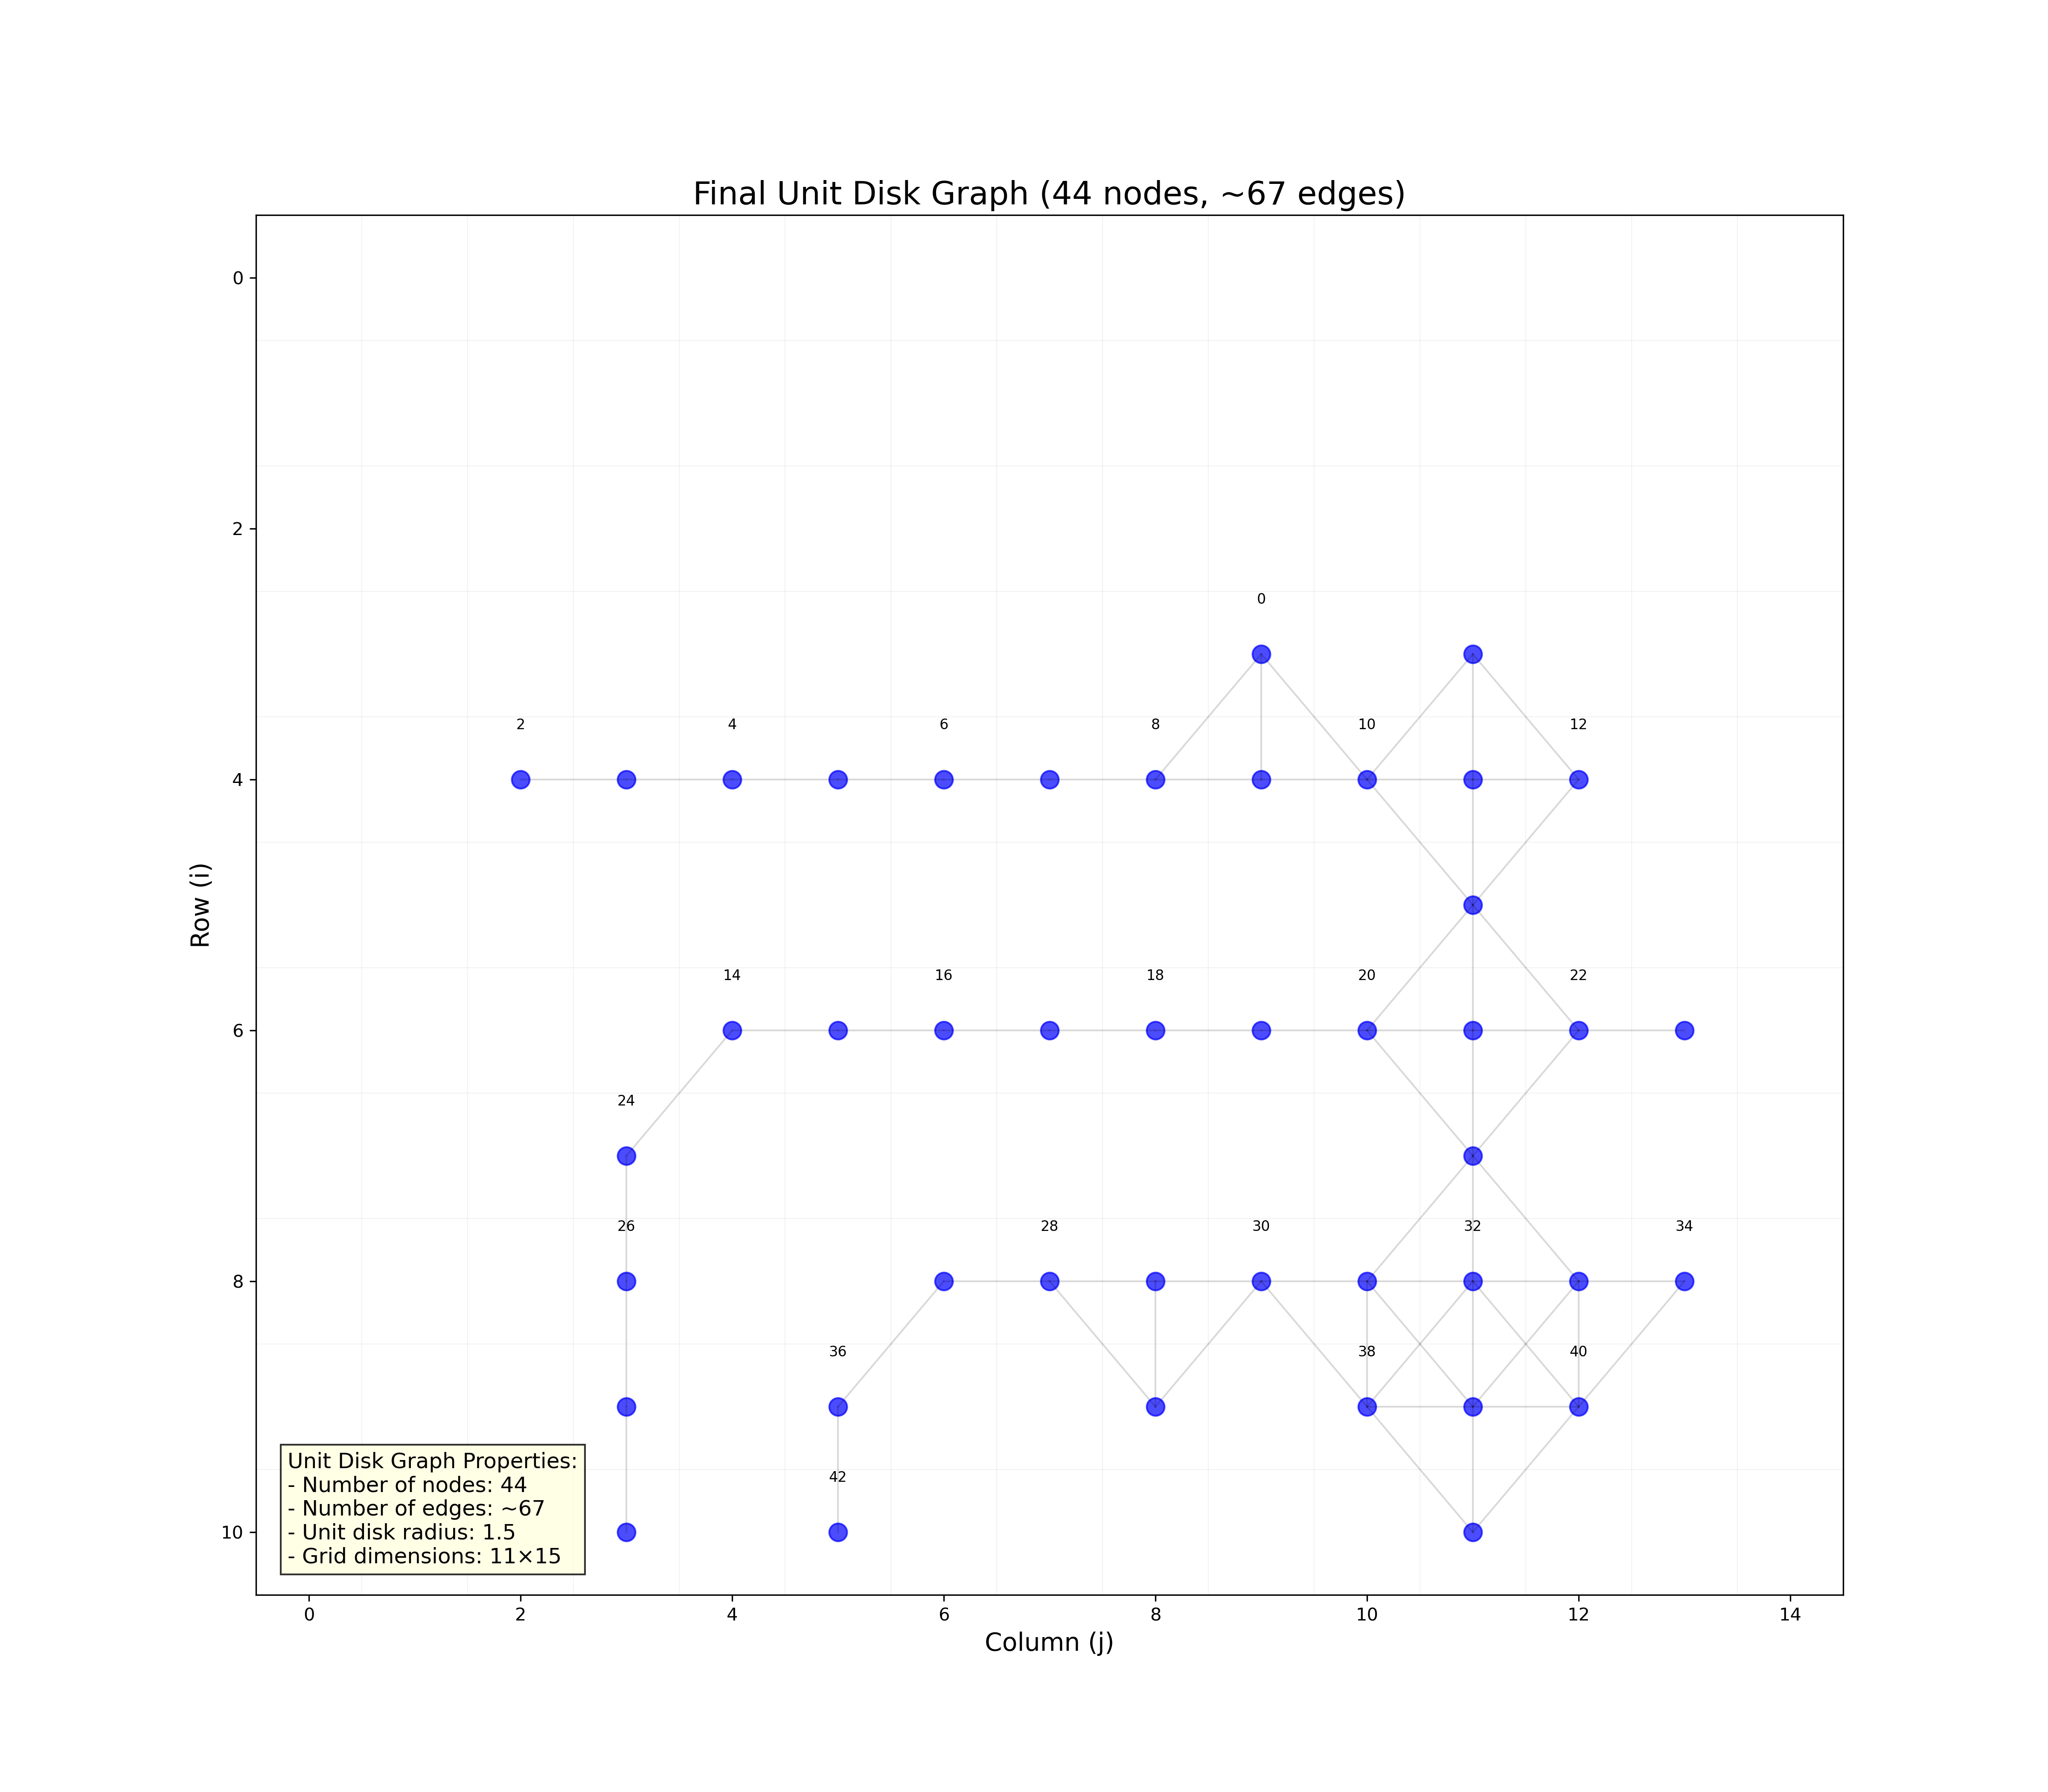 Final Unit Disk Graph (44 nodes, ~67 edges)
0
2
4
6
8
10
Row (i)
0
2 4 6 8 10 12
14 16 18 20 22
24
26 28 30 32 34
36 38 40
42
Unit Disk Graph Properties:
- Number of nodes: 44
- Number of edges: ~67
- Unit disk radius: 1.5
- Grid dimensions: 11×15
0 2 4 6 8 10 12 14
Column (j)